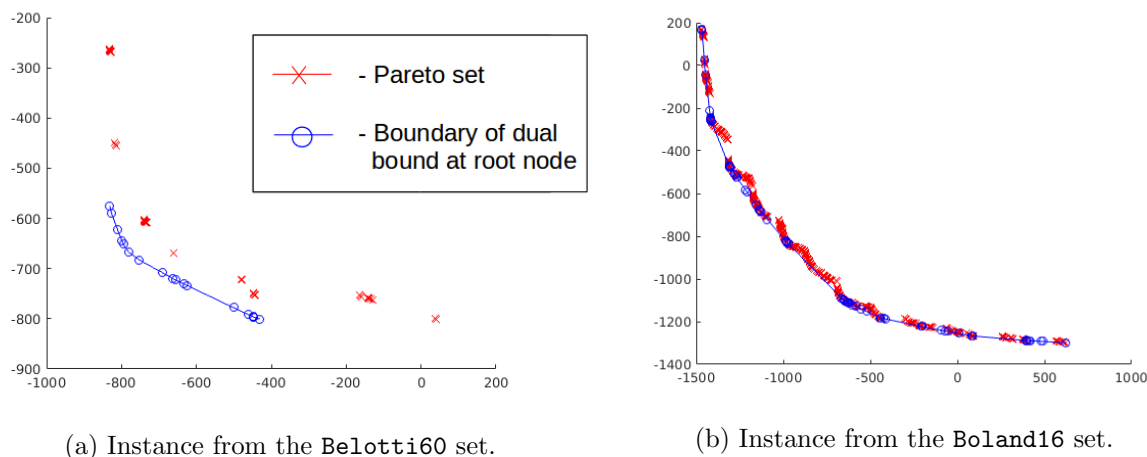 -200
-300
-400
-500
-600
-700
-800
-900
-1000 -800 -600 -400 -200 0 200
- Pareto set
- Boundary of dual
bound at root node
200
0
-200
-400
-600
-800
-1000
-1200
-1400
-1500 -1000 -500 0 500 1000
(a) Instance from the Belotti60 set.
(b) Instance from the Boland16 set.